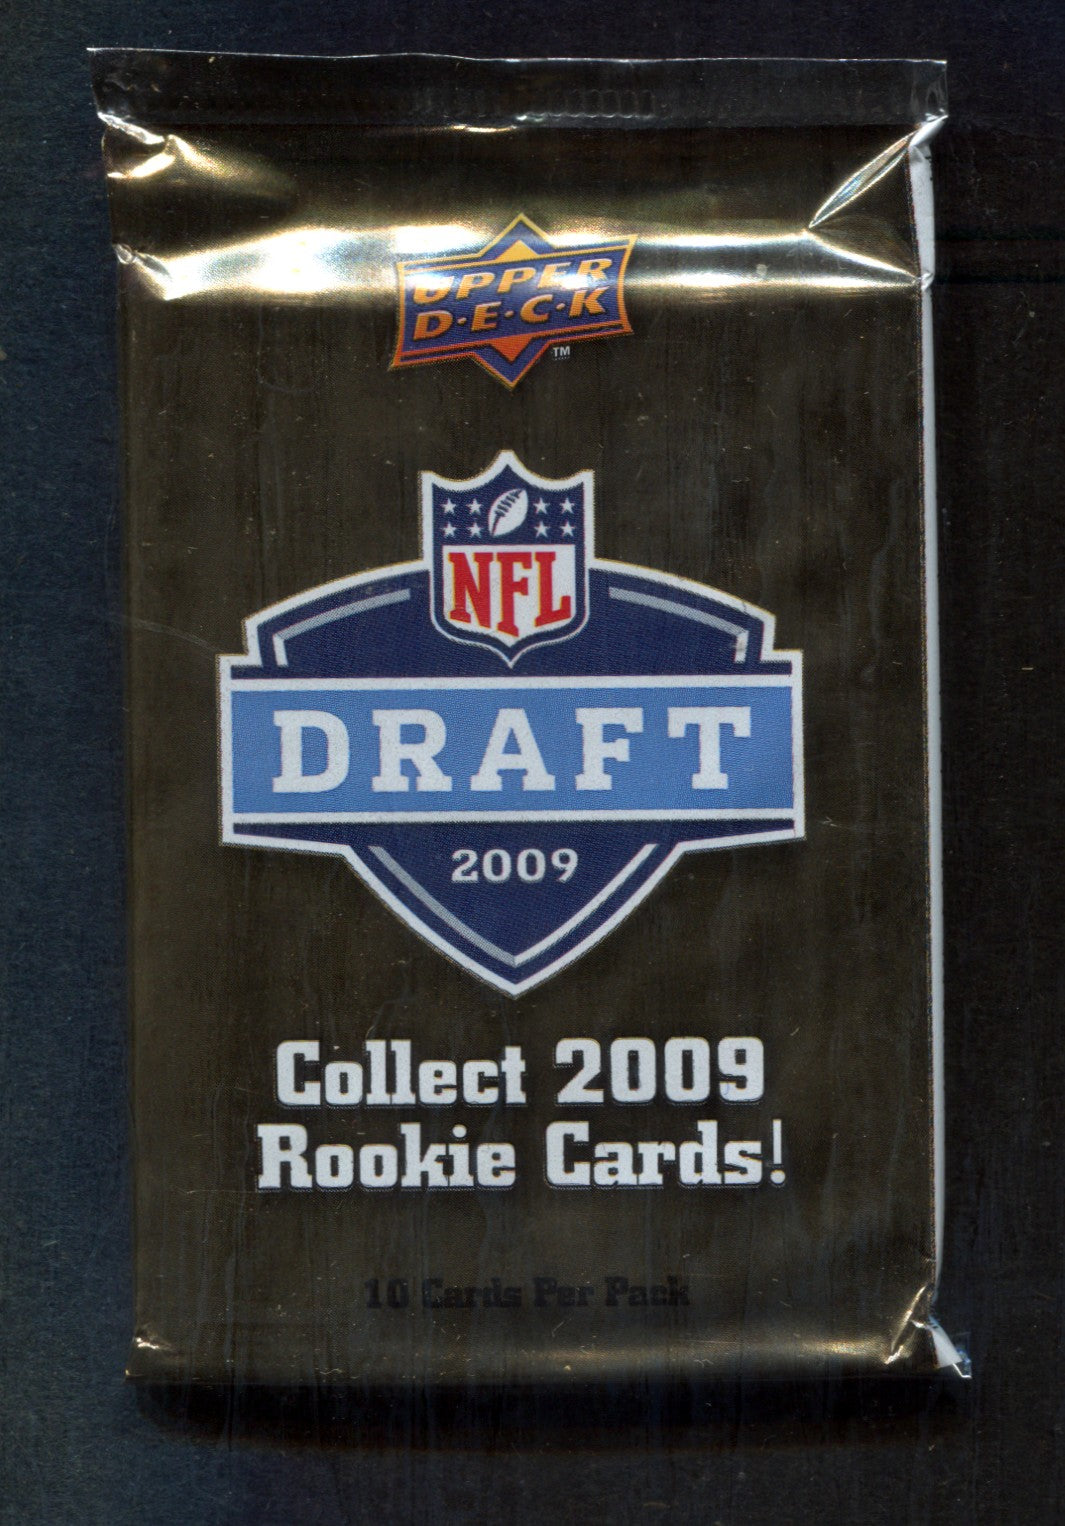 UPPER
D·E·C·K
TM
NFL
DRAFT
2009
Collect 2009
Rookie Cards!
10 Cards Per Pack